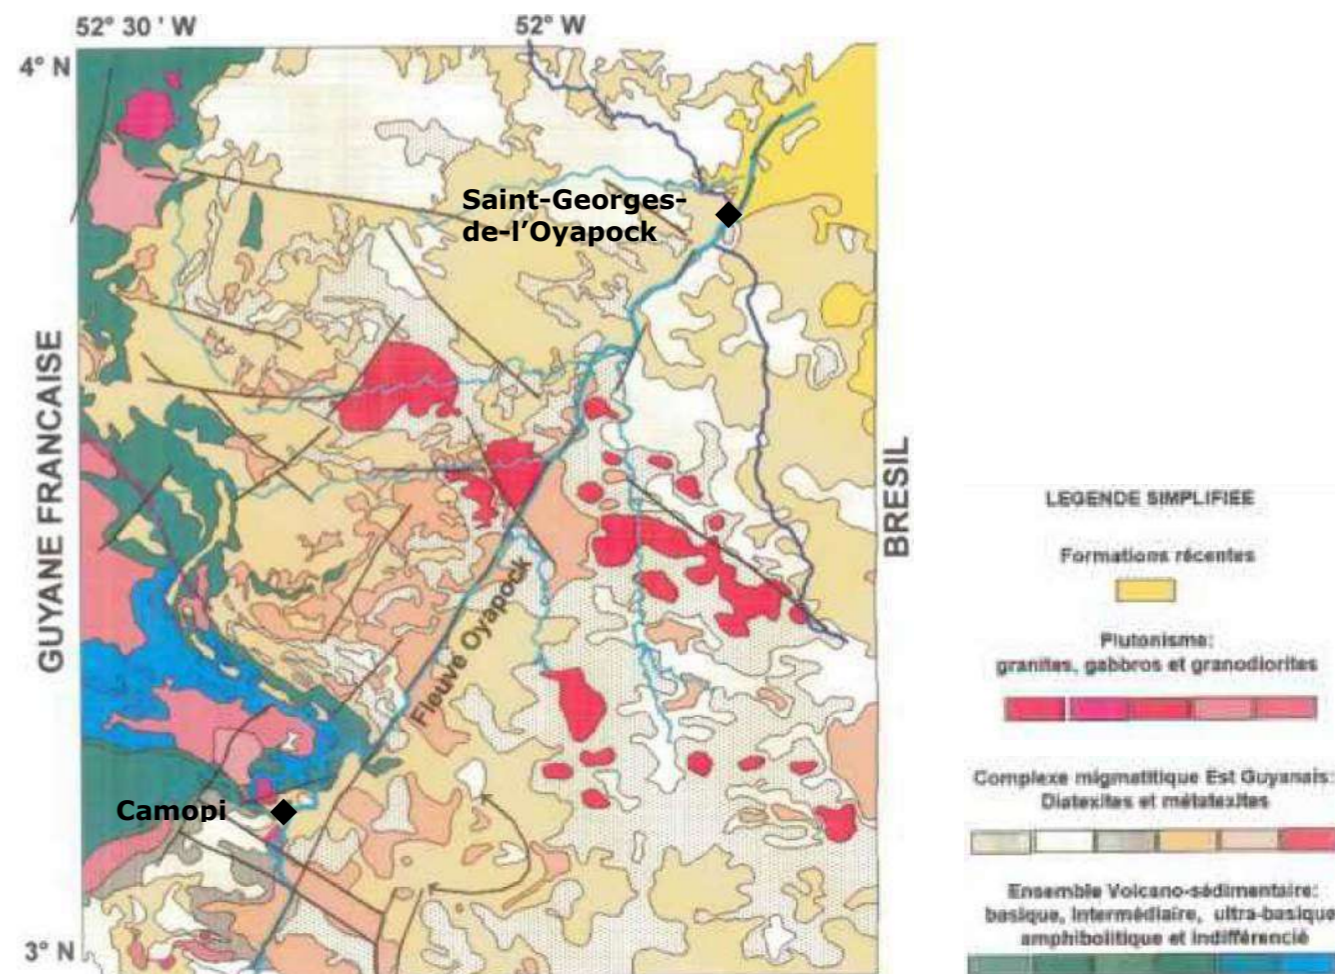 52° 30 ' W
52° W
4° N
Saint-Georges-
de-l'Oyapock
GUYANE FRANCAISE
BRESIL
Fleuve Oyapock
Camopi
3° N
LEGENDE SIMPLIFIEE
Formations récentes
Plutonisme:
granites, gabbros et granodiorites
Complexe migmatitique Est Guyanais:
Diatexites et métatexites
Ensemble Volcano-sédimentaire:
basique, intermédiaire, ultra-basique
amphibolitique et indifférencié